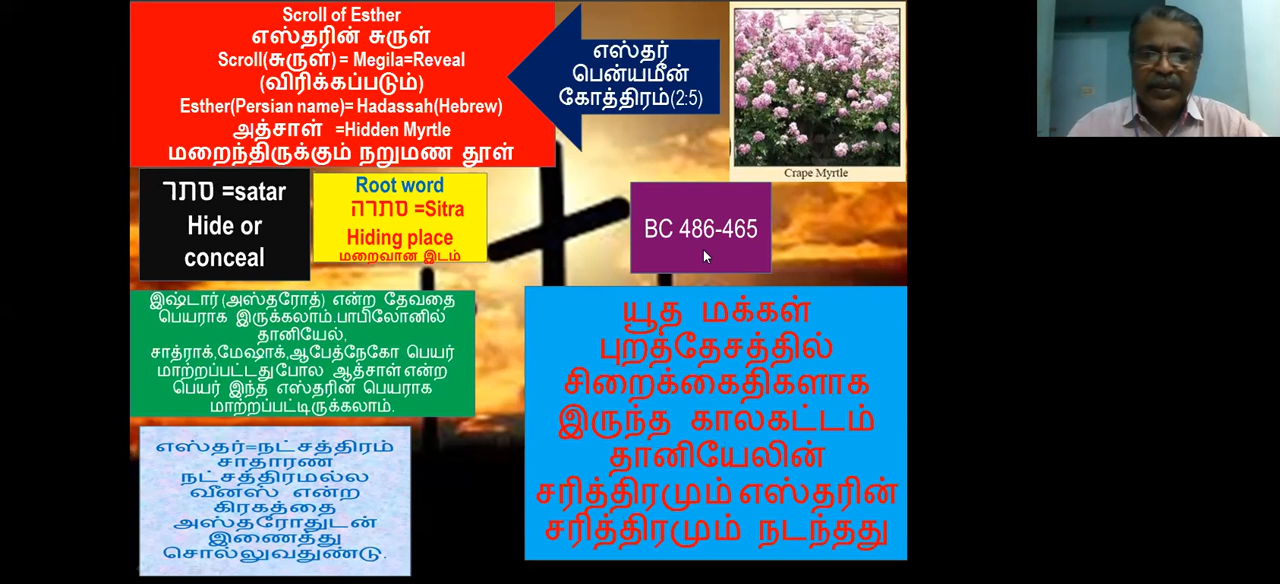 Scroll of Esther
எஸ்தரின் சுருள்
Scroll(சுருள்) = Megila=Reveal
(விரிக்கப்படும்)
Esther(Persian name)= Hadassah(Hebrew)
அத்சாள் =Hidden Myrtle
மறைந்திருக்கும் நறுமண தூள்
எஸ்தர்
பென்யமீன்
கோத்திரம்(2:5)
Crape Myrtle
סתר =satar
Hide or
conceal
Root word
סתרה =Sitra
Hiding place
மறைவான இடம்
BC 486-465
இஷ்டார்(அஸ்தரோத்) என்ற தேவதை
பெயராக இருக்கலாம்.பாபிலோனில்
தானியேல்,
சாத்ராக்,மேஷாக்,ஆபேத்நேகோ பெயர்
மாற்றப்பட்டதுபோல ஆத்சாள்என்ற
பெயர் இந்த எஸ்தரின் பெயராக
மாற்றப்பட்டிருக்கலாம்.
யூத மக்கள்
புறத்தேசத்தில்
சிறைக்கைதிகளாக
இருந்த காலகட்டம்
தானியேலின்
சரித்திரமும் எஸ்தரின்
சரித்திரமும் நடந்தது
எஸ்தர்=நட்சத்திரம்
சாதாரண
நட்சத்திரமல்ல
வீனஸ் என்ற
கிரகத்தை
அஸ்தரோதுடன்
இணைத்து
சொல்லுவதுண்டு.